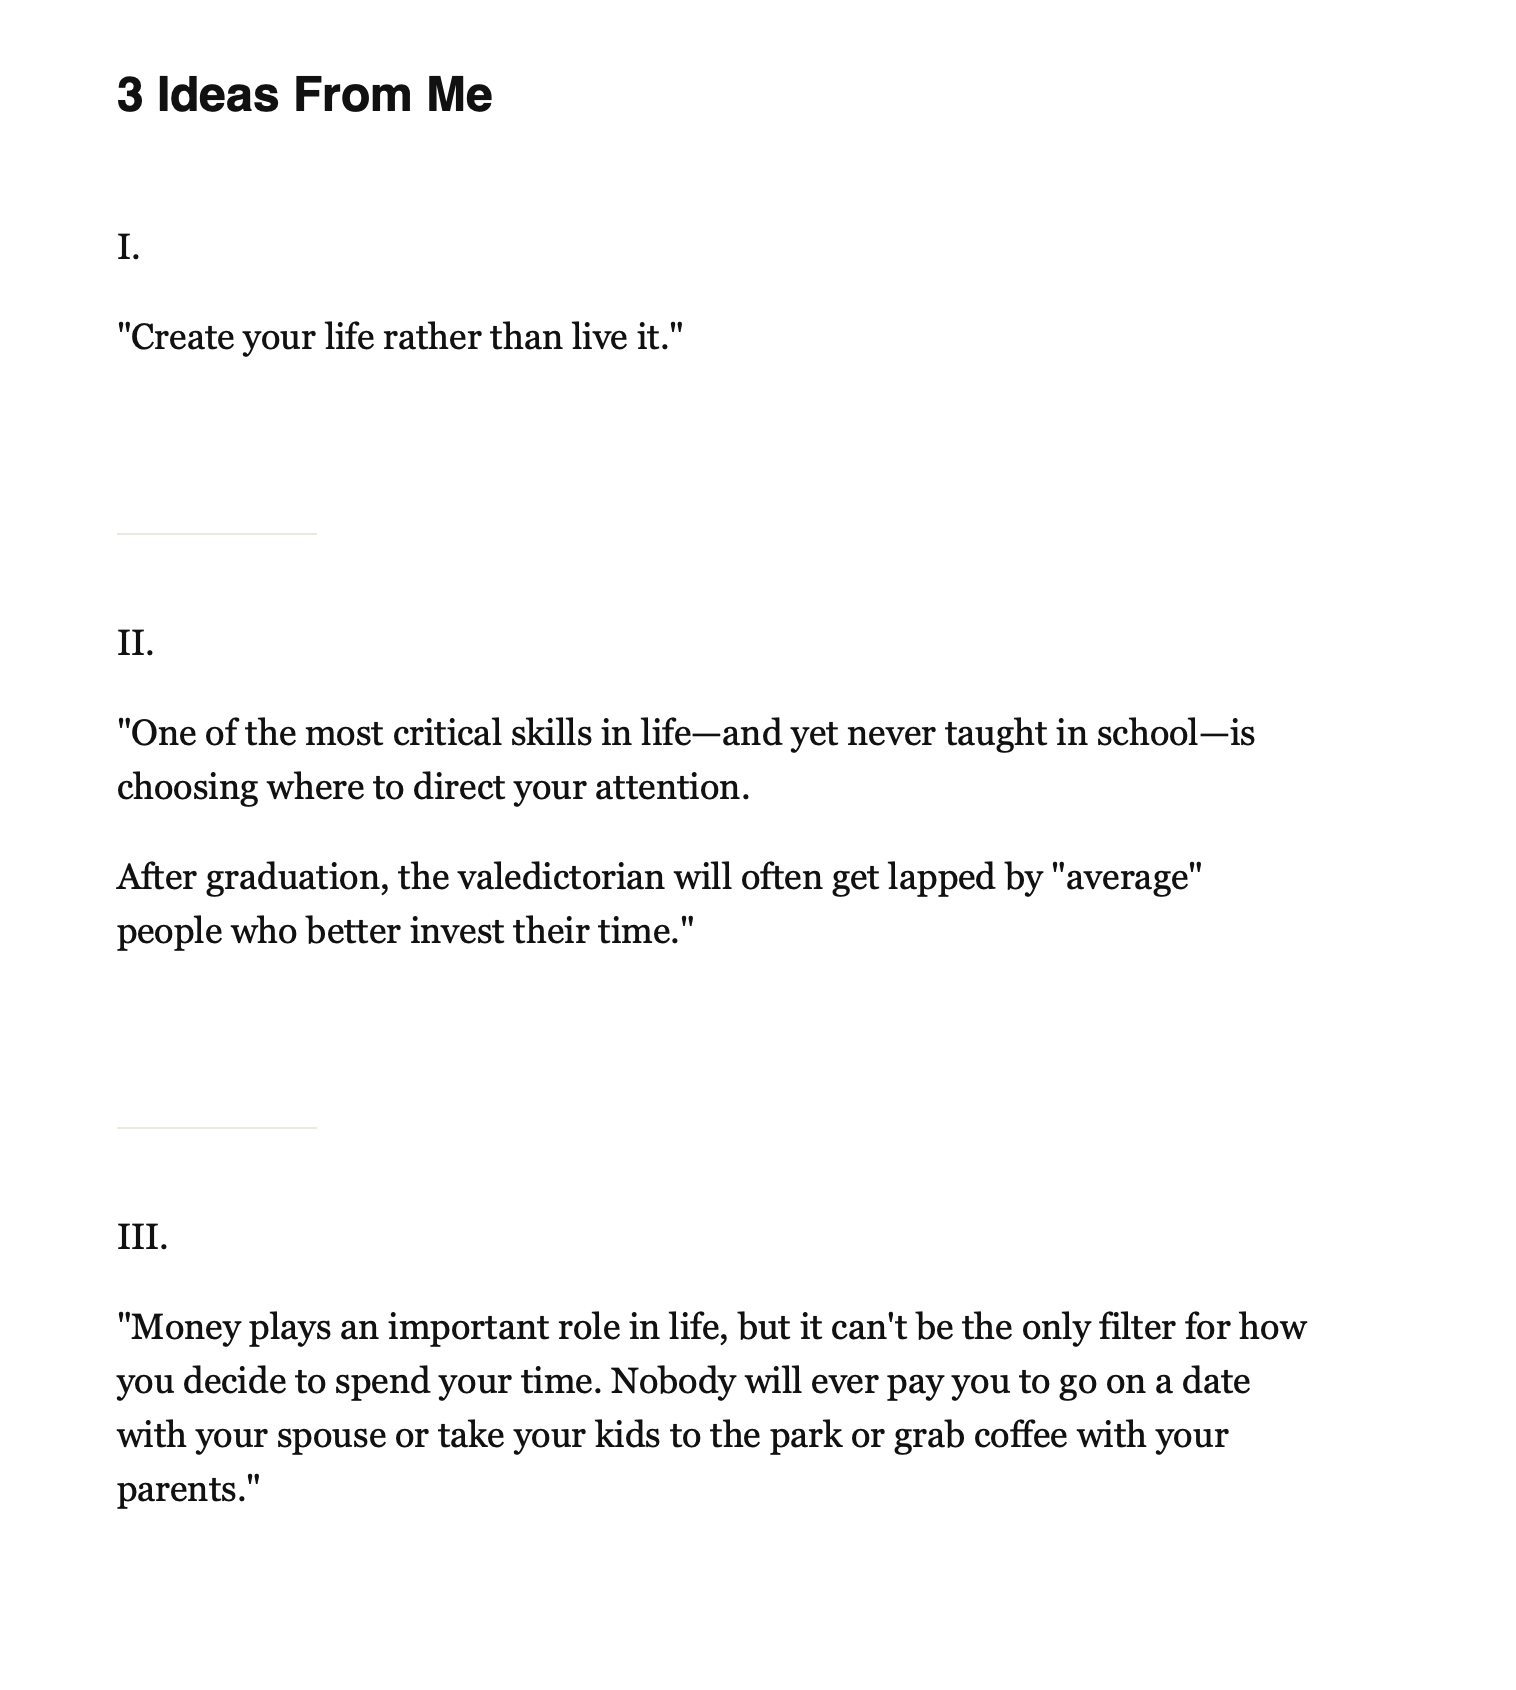 3 Ideas From Me
I.
"Create your life rather than live it."
II.
"One of the most critical skills in life—and yet never taught in school—is
choosing where to direct your attention.
After graduation, the valedictorian will often get lapped by "average"
people who better invest their time."
III.
"Money plays an important role in life, but it can't be the only filter for how
you decide to spend your time. Nobody will ever pay you to go on a date
with your spouse or take your kids to the park or grab coffee with your
parents."